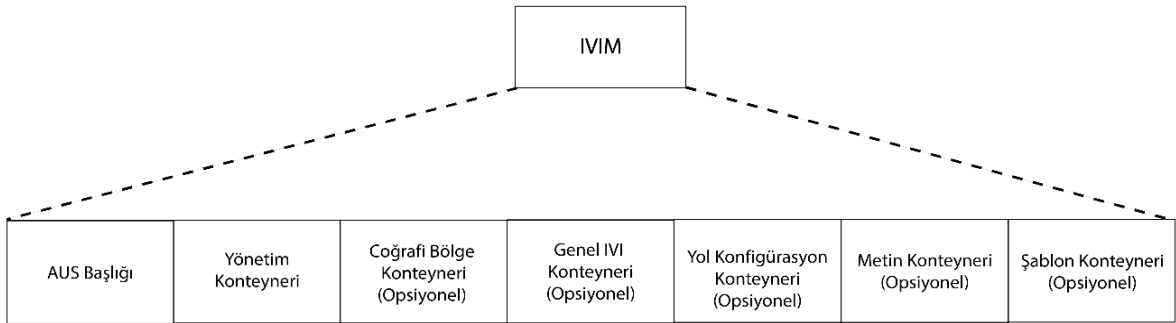 IVIM
AUS Başlığı
Yönetim
Konteyneri
Coğrafi Bölge
Konteyneri
(Opsiyonel)
Genel IVI
Konteyneri
(Opsiyonel)
Yol Konfigürasyon
Konteyneri
(Opsiyonel)
Metin Konteyneri
(Opsiyonel)
Şablon Konteyneri
(Opsiyonel)